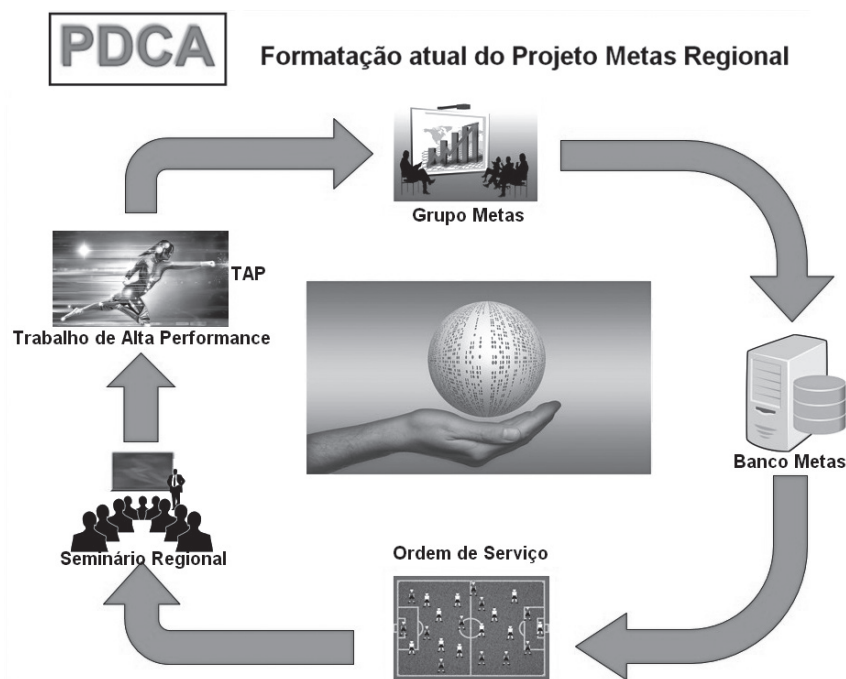 PDCA
Formatação atual do Projeto Metas Regional
Grupo Metas
TAP
Trabalho de Alta Performance
Banco Metas
Ordem de Serviço
Seminário Regional